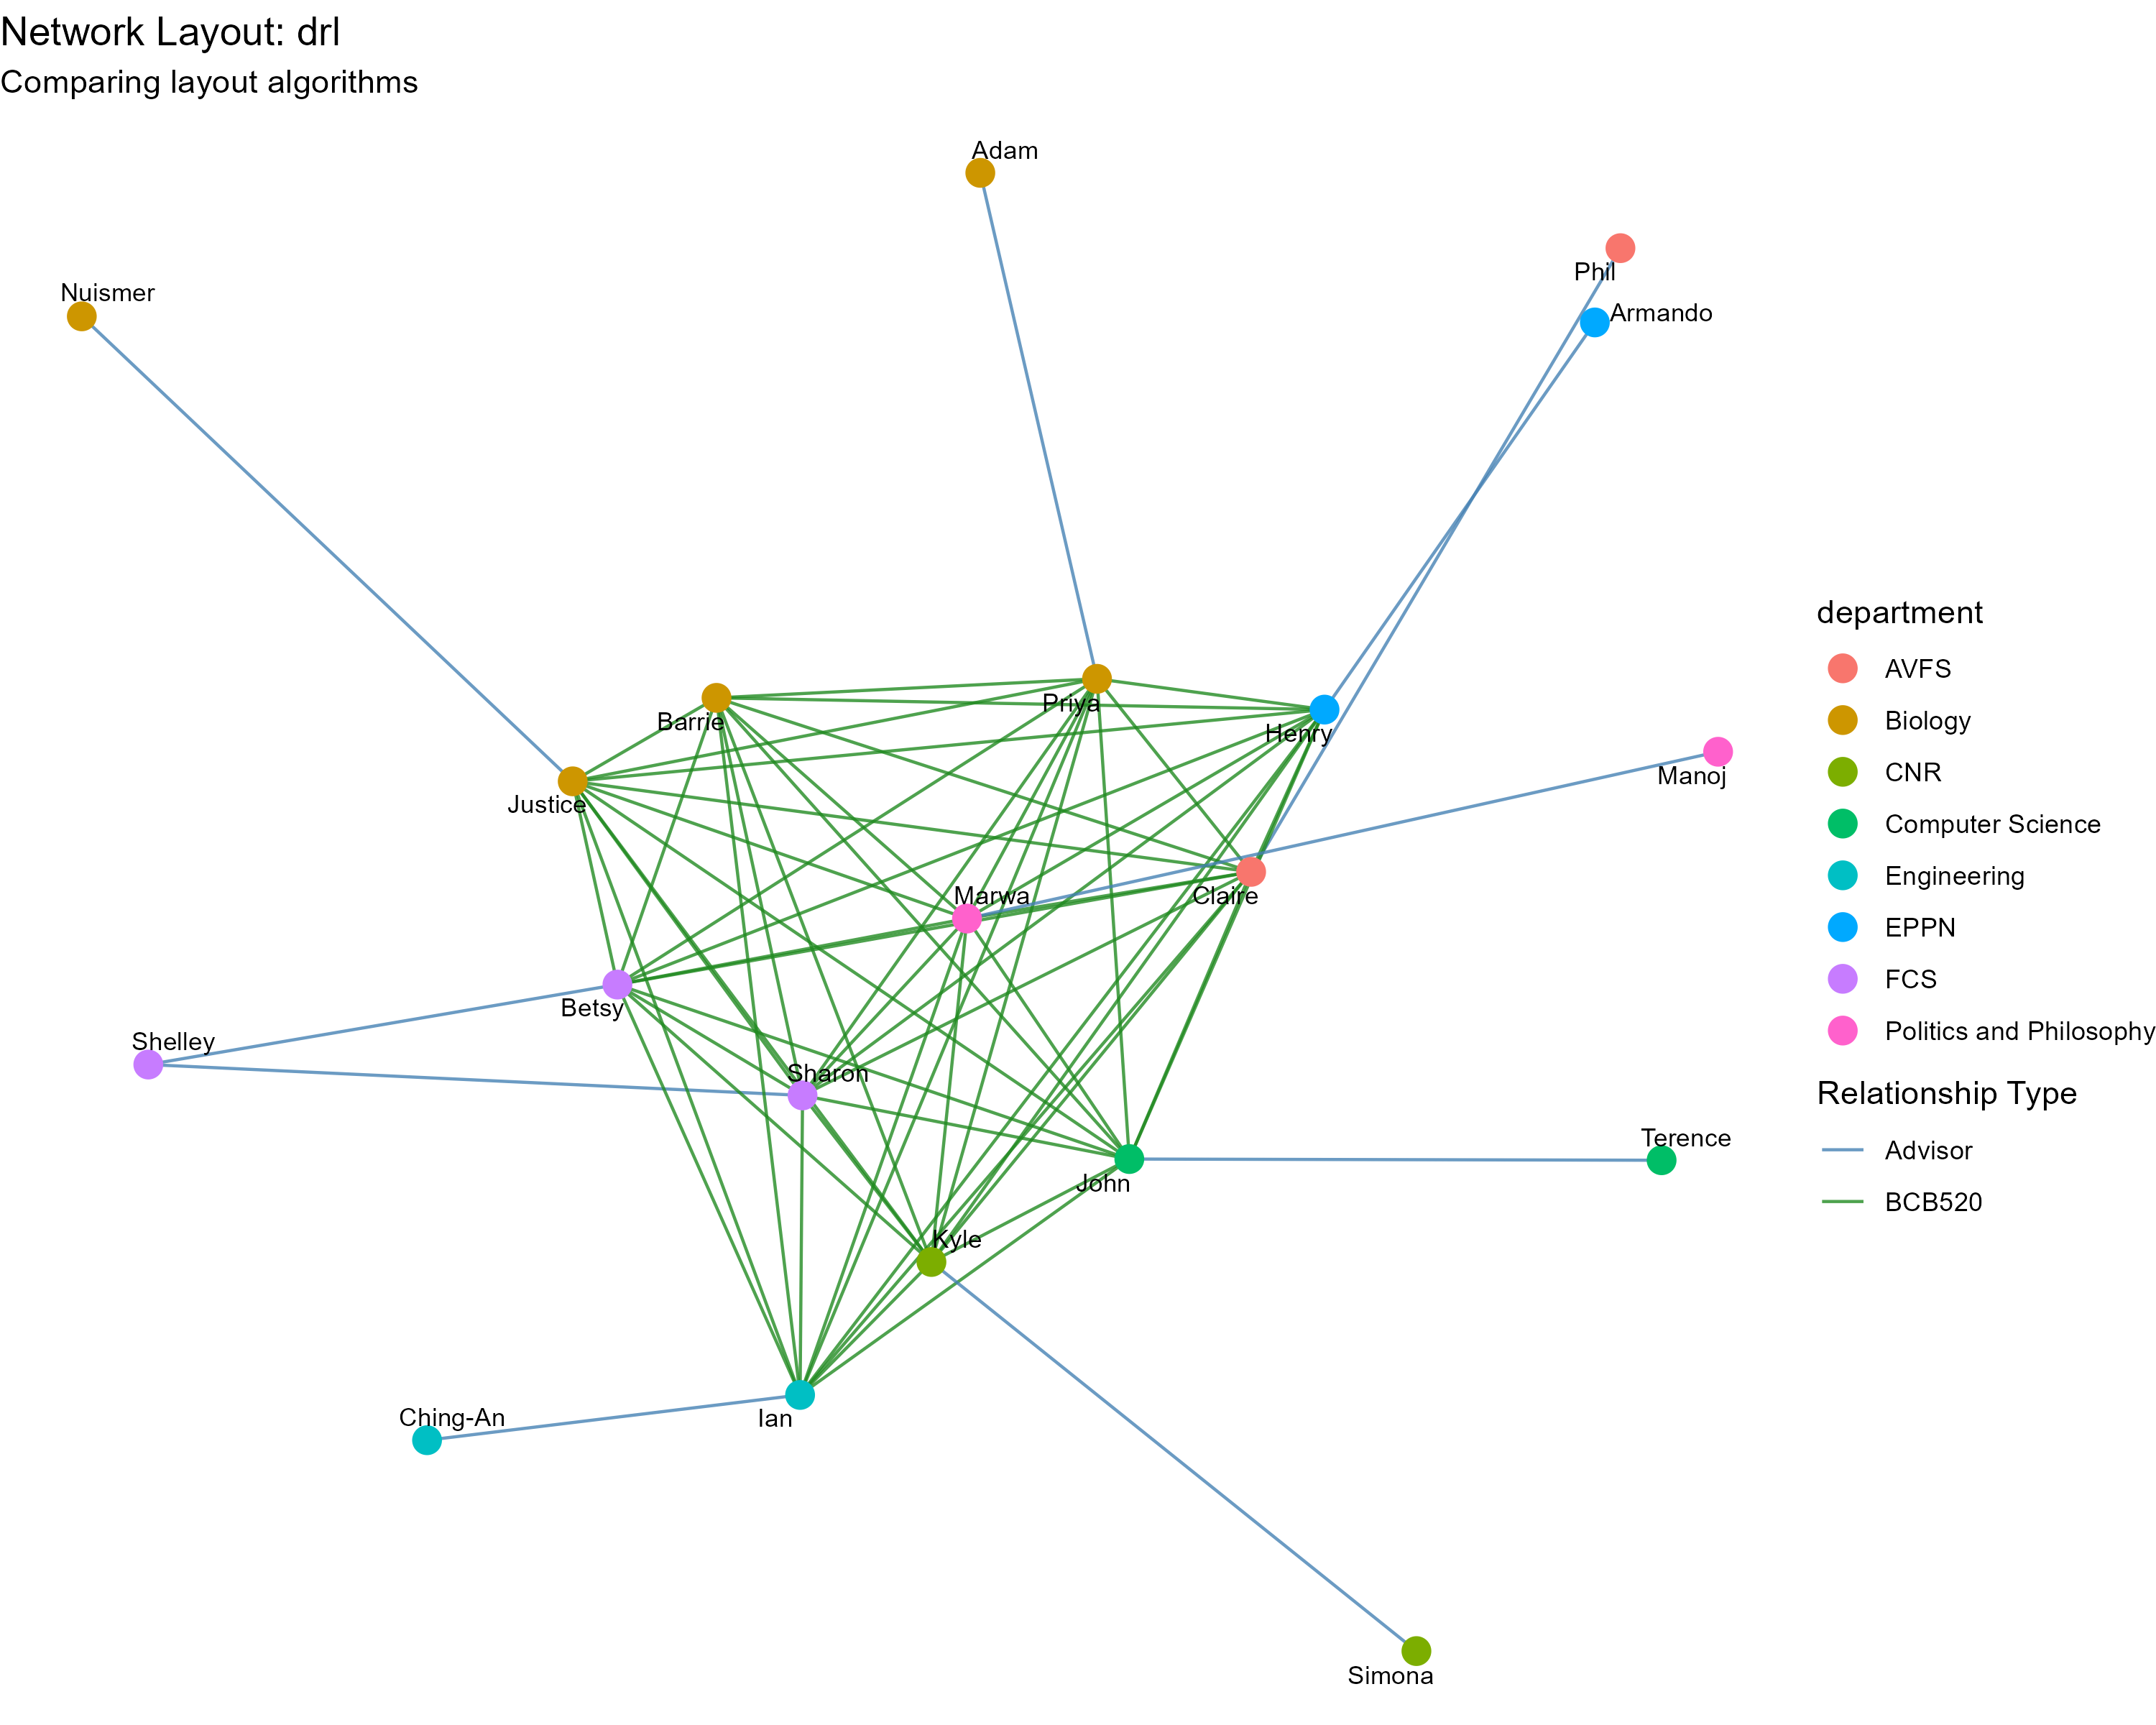 Network Layout: drl
Comparing layout algorithms
Adam
Phil
Nuismer
Armando
Priya
Barrie
Henry
Manoj
Justice
Marwa
Claire
Betsy
Shelley
Sharon
Terence
John
Kyle
Ching-An
Ian
Simona
department
AVFS
Biology
CNR
Computer Science
Engineering
EPPN
FCS
Politics and Philosophy
Relationship Type
Advisor
BCB520